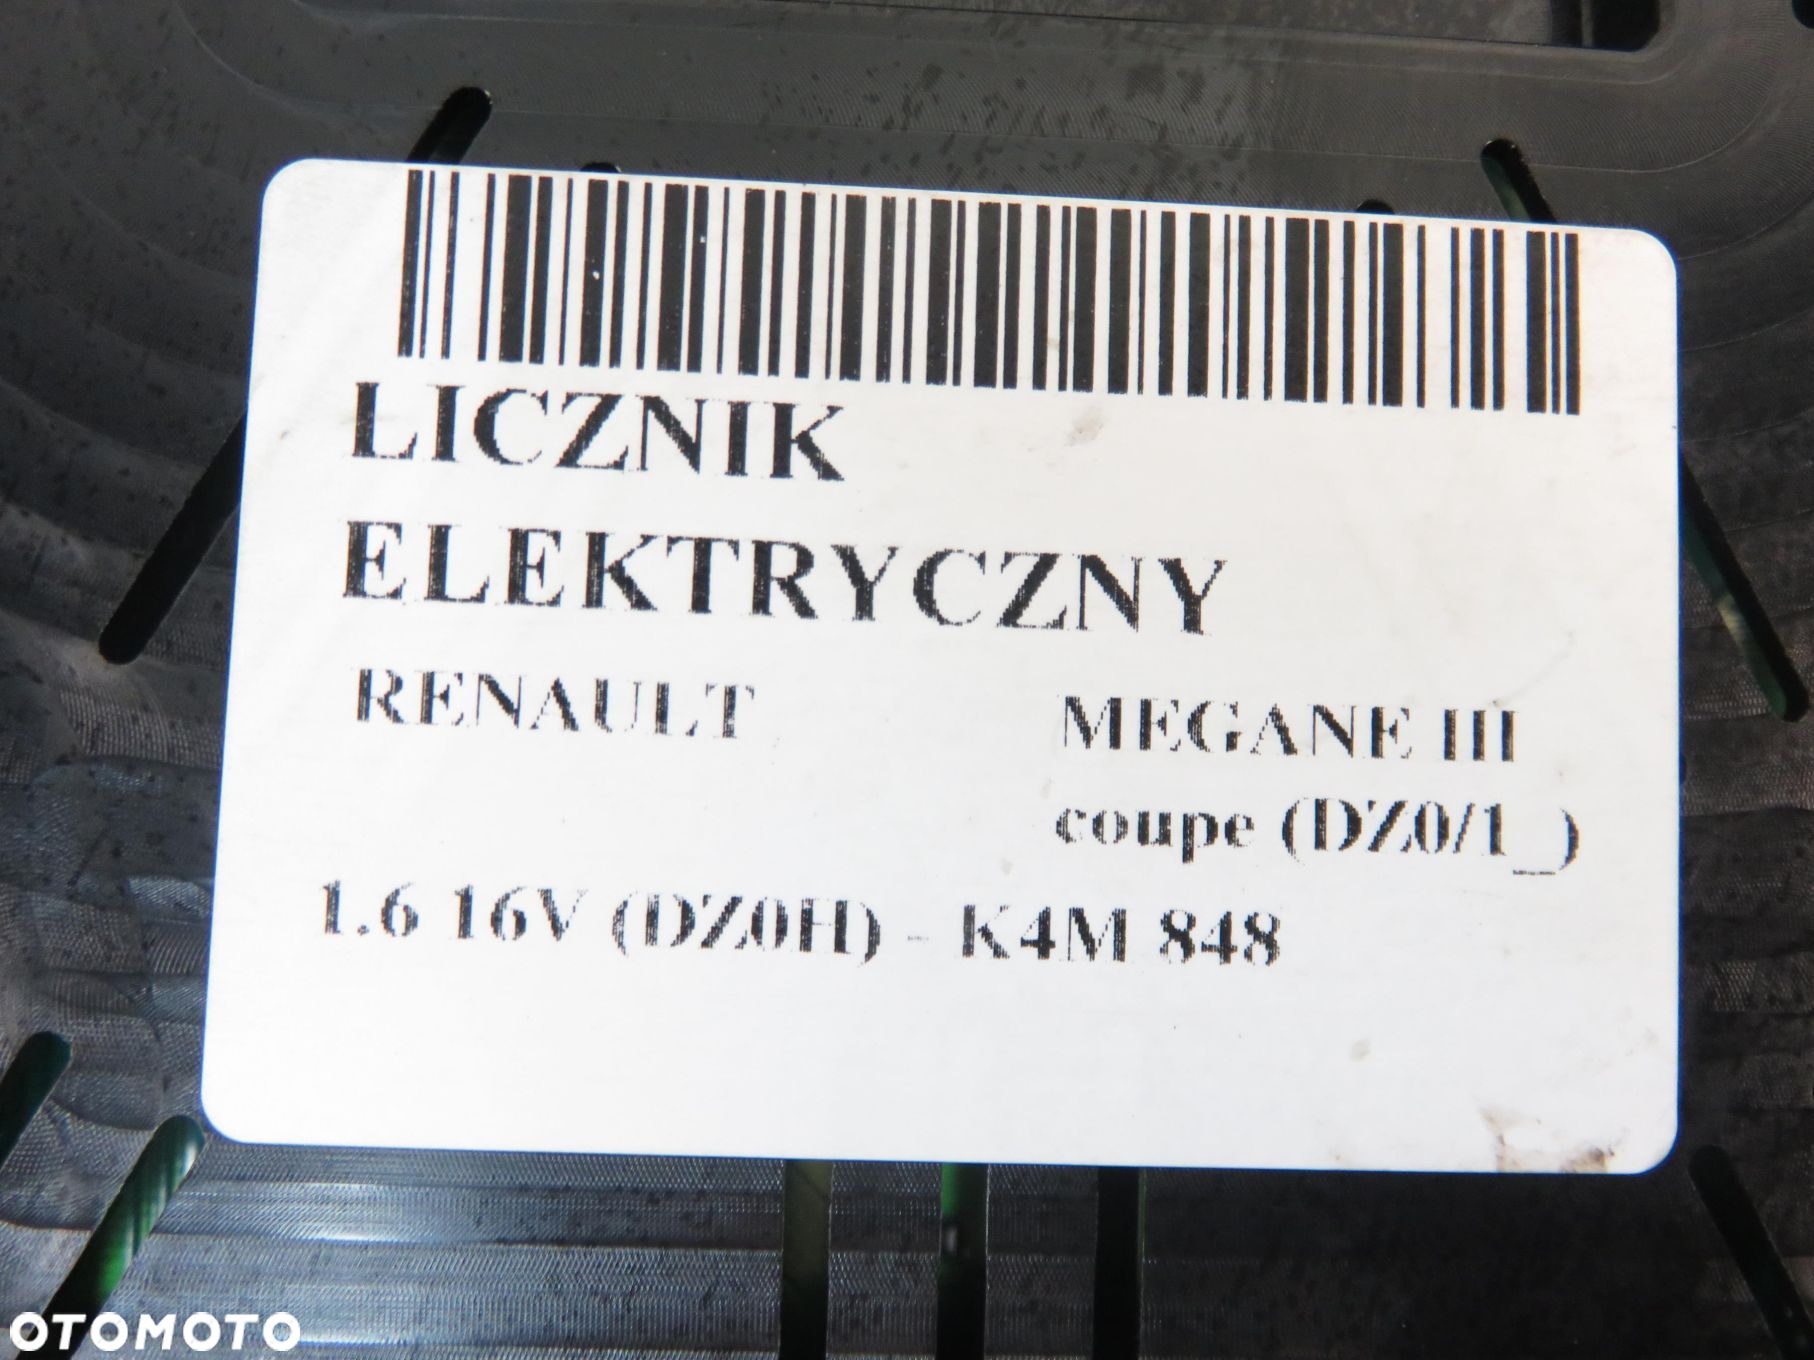 LICZNIK
ELEKTRYCZNY
RENAULT MEGANE III
coupe (DZ0/1_)
1.6 16V (DZ0H) - K4M 848
OTOMOTO